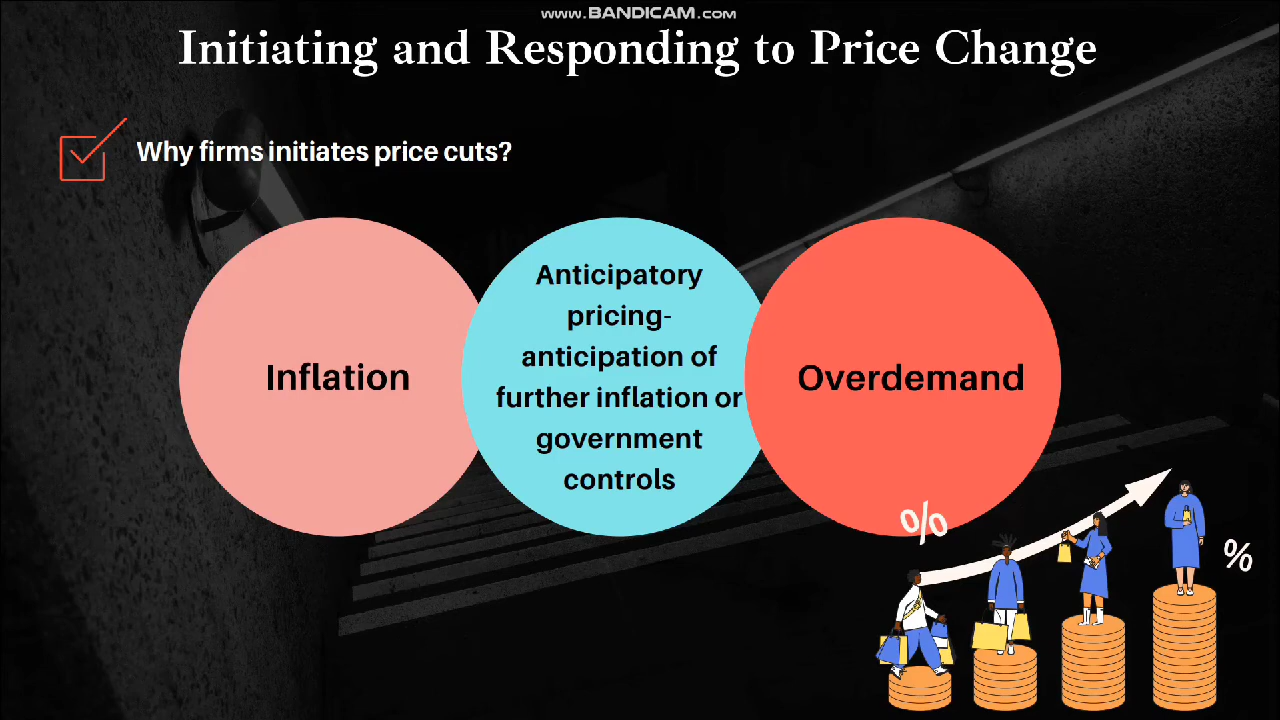 www.BANDICAM.com
Initiating and Responding to Price Change
Why firms initiates price cuts?
Inflation
Anticipatory
pricing-
anticipation of
further inflation or
government
controls
Overdemand
%
%